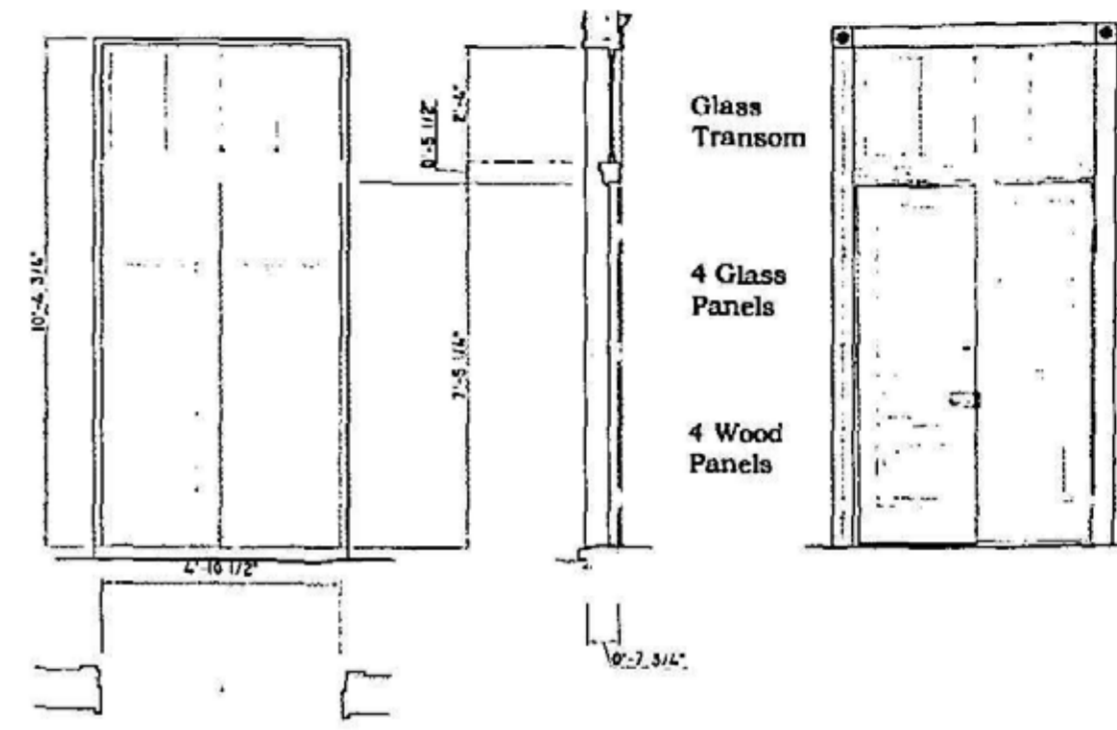 10'-4 3/4"
0'-5 1/2"
2'-4"
7'-5 1/4"
4'-10 1/2"
0'-7 3/4"
Glass
Transom
4 Glass
Panels
4 Wood
Panels